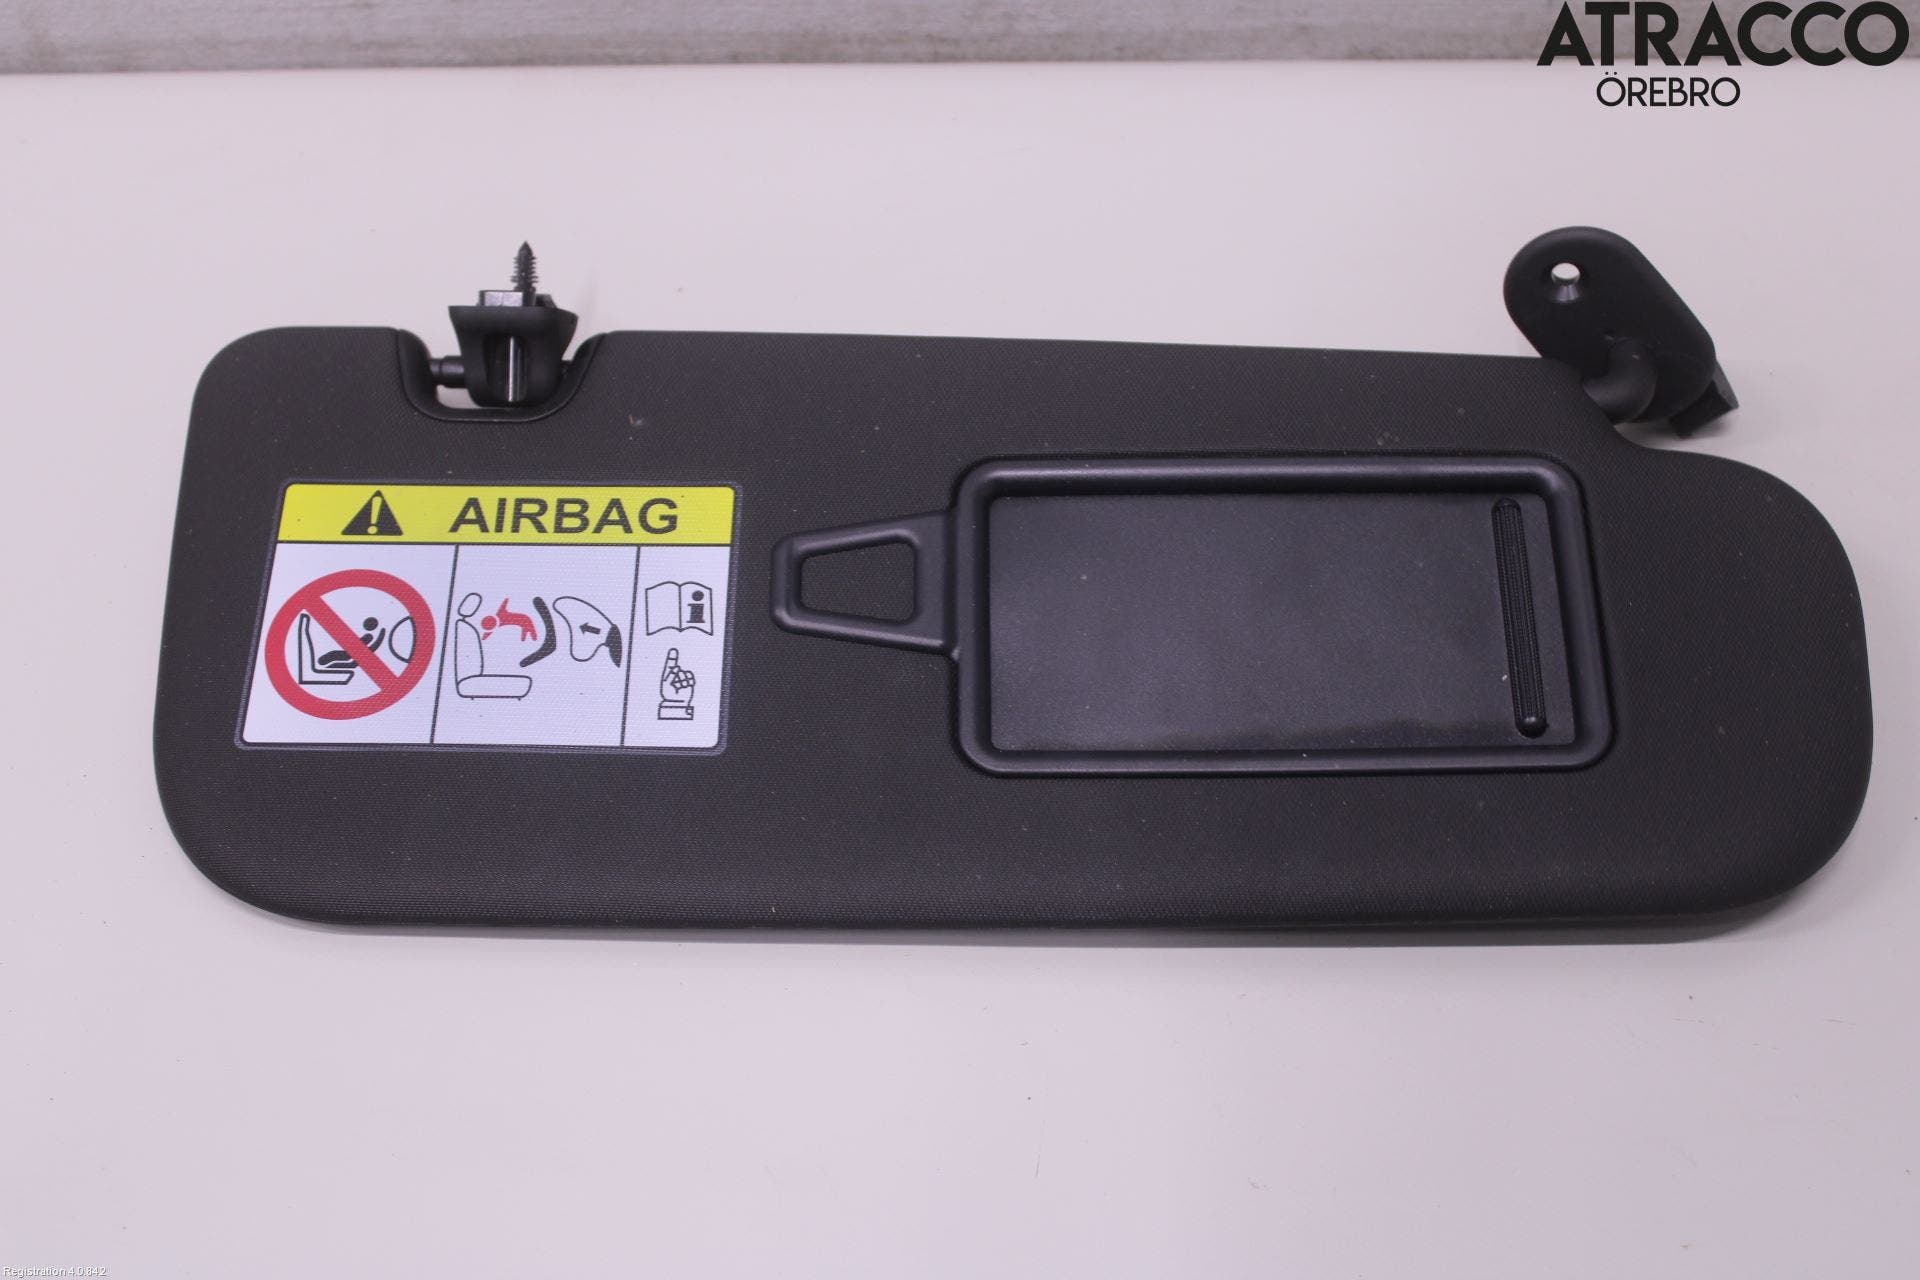 ATRACCO
ÖREBRO
AIRBAG
i
Registration 4.0.842